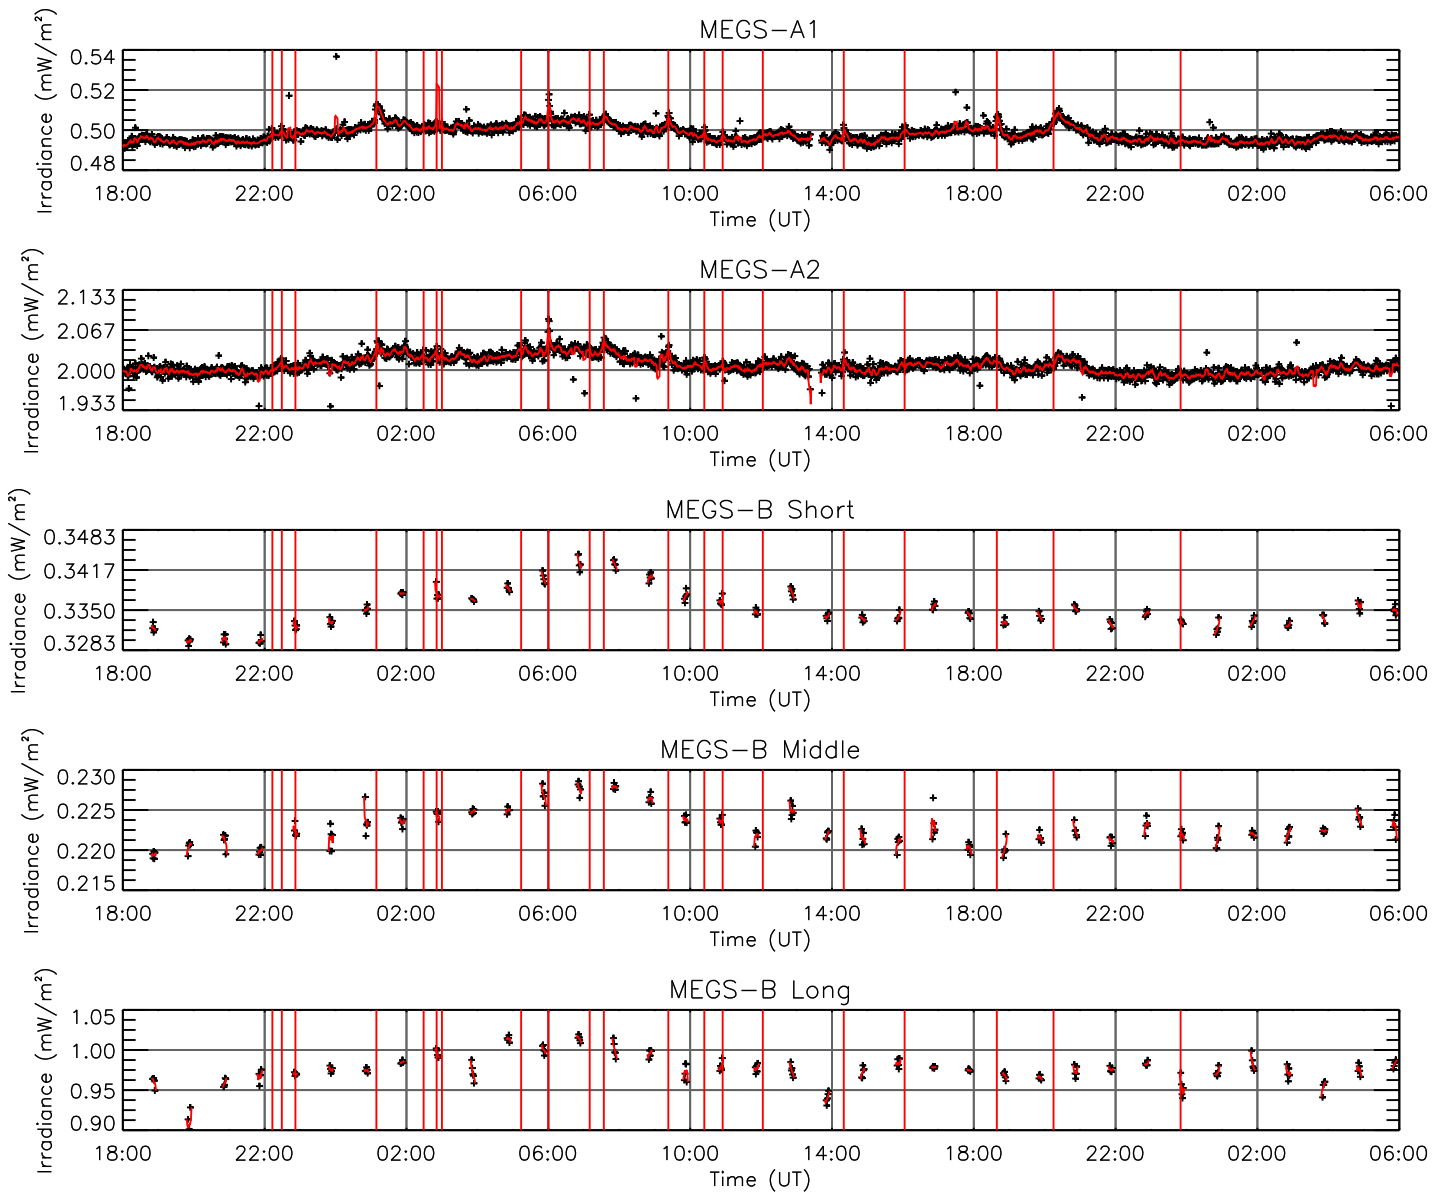 MEGS-A1
Irradiance (mW/m²)
0.54
0.52
0.50
0.48
18:00 22:00 02:00 06:00 10:00 14:00 18:00 22:00 02:00 06:00
Time (UT)
MEGS-A2
Irradiance (mW/m²)
2.133
2.067
2.000
1.933
18:00 22:00 02:00 06:00 10:00 14:00 18:00 22:00 02:00 06:00
Time (UT)
MEGS-B Short
Irradiance (mW/m²)
0.3483
0.3417
0.3350
0.3283
18:00 22:00 02:00 06:00 10:00 14:00 18:00 22:00 02:00 06:00
Time (UT)
MEGS-B Middle
Irradiance (mW/m²)
0.230
0.225
0.220
0.215
18:00 22:00 02:00 06:00 10:00 14:00 18:00 22:00 02:00 06:00
Time (UT)
MEGS-B Long
Irradiance (mW/m²)
1.05
1.00
0.95
0.90
18:00 22:00 02:00 06:00 10:00 14:00 18:00 22:00 02:00 06:00
Time (UT)